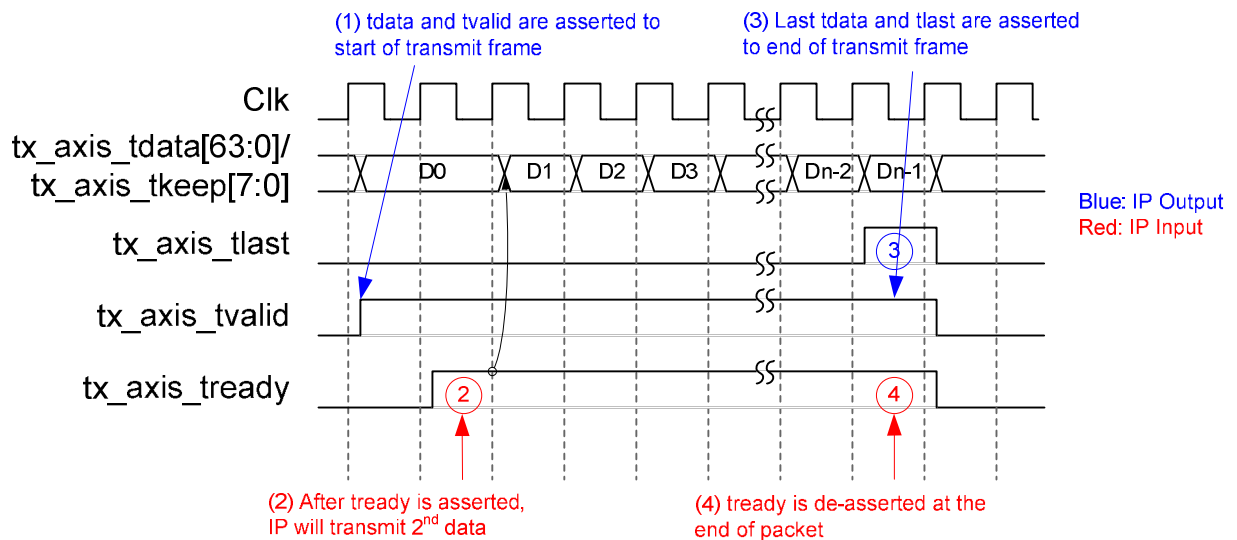 (1) tdata and tvalid are asserted to
start of transmit frame
(3) Last tdata and tlast are asserted
to end of transmit frame
Clk
tx_axis_tdata[63:0]/
tx_axis_tkeep[7:0]
D0 D1 D2 D3 Dn-2 Dn-1
Blue: IP Output
Red: IP Input
tx_axis_tlast
3
tx_axis_tvalid
tx_axis_tready
2 4
(2) After tready is asserted,
IP will transmit 2nd data
(4) tready is de-asserted at the
end of packet